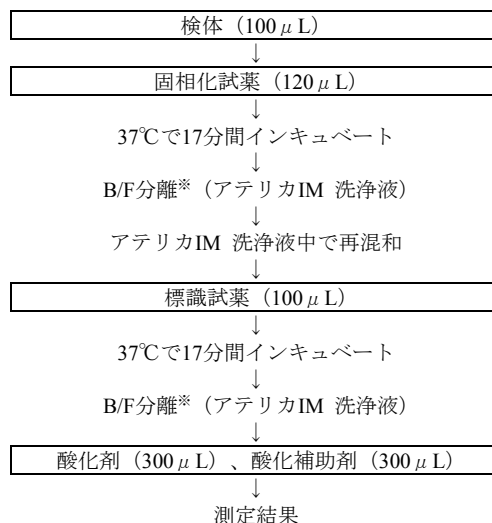 検体（100μL）
↓
固相化試薬（120μL）
↓
37℃で17分間インキュベート
↓
B/F分離※（アテリカIM 洗浄液）
↓
アテリカIM 洗浄液中で再混和
↓
標識試薬（100μL）
↓
37℃で17分間インキュベート
↓
B/F分離※（アテリカIM 洗浄液）
↓
酸化剤（300μL）、酸化補助剤（300μL）
↓
測定結果